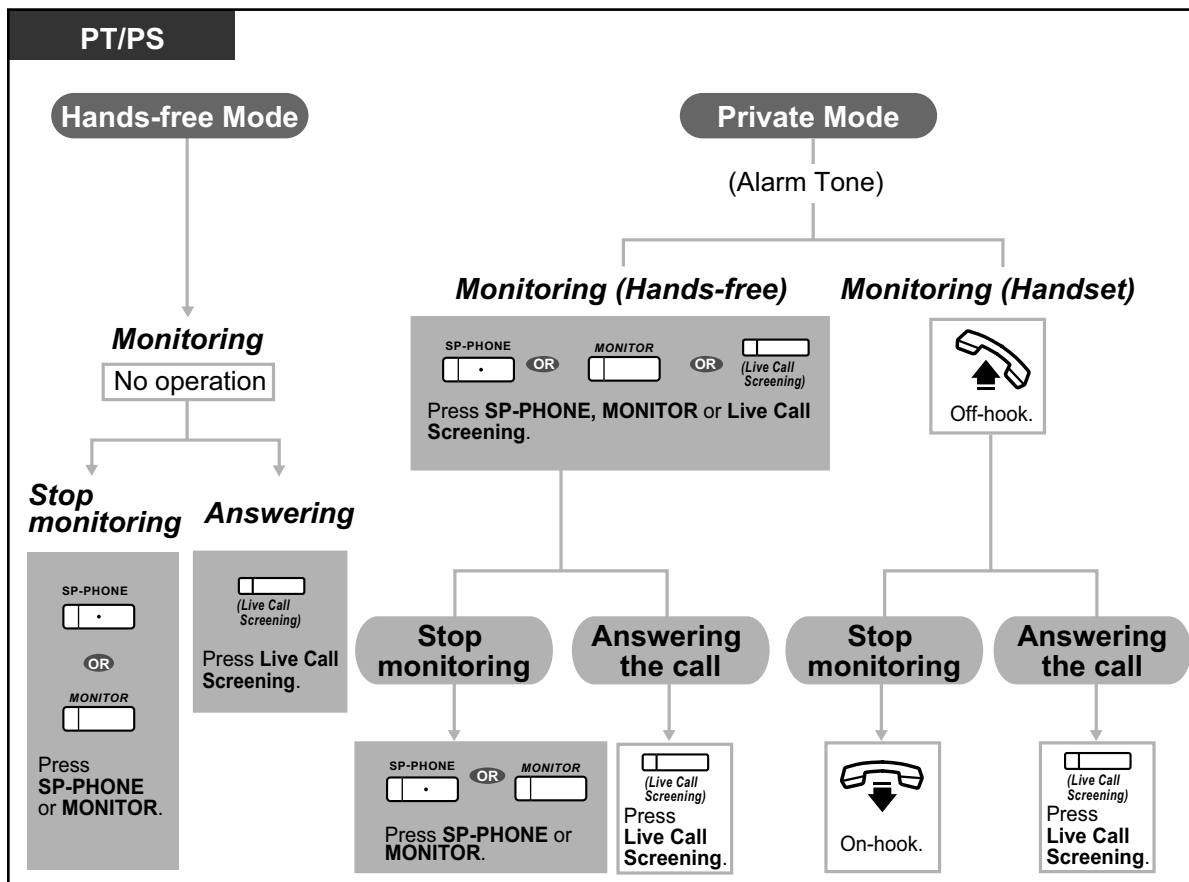 PT/PS
Hands-free Mode
Monitoring
No operation
Stop
monitoring
SP-PHONE
OR
MONITOR
Press
SP-PHONE
or MONITOR.
Answering
(Live Call
Screening)
Press Live Call
Screening.
Private Mode
(Alarm Tone)
Monitoring (Hands-free)
SP-PHONE OR MONITOR OR (Live Call
Screening)
Press SP-PHONE, MONITOR or Live Call
Screening.
Stop
monitoring
SP-PHONE OR MONITOR
Press SP-PHONE or
MONITOR.
Answering
the call
(Live Call
Screening)
Press
Live Call
Screening.
Monitoring (Handset)
Off-hook.
Stop
monitoring
On-hook.
Answering
the call
(Live Call
Screening)
Press
Live Call
Screening.